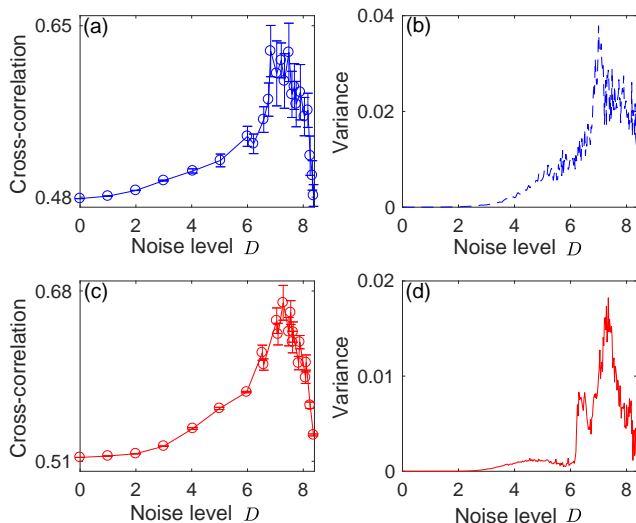 (a)
0.65
0.48
Cross-correlation
0 2 4 6 8
Noise level D
(b)
0.04
0.02
0
Variance
0 2 4 6 8
Noise level D
(c)
0.68
0.51
Cross-correlation
0 2 4 6 8
Noise level D
(d)
0.02
0.01
0
Variance
0 2 4 6 8
Noise level D